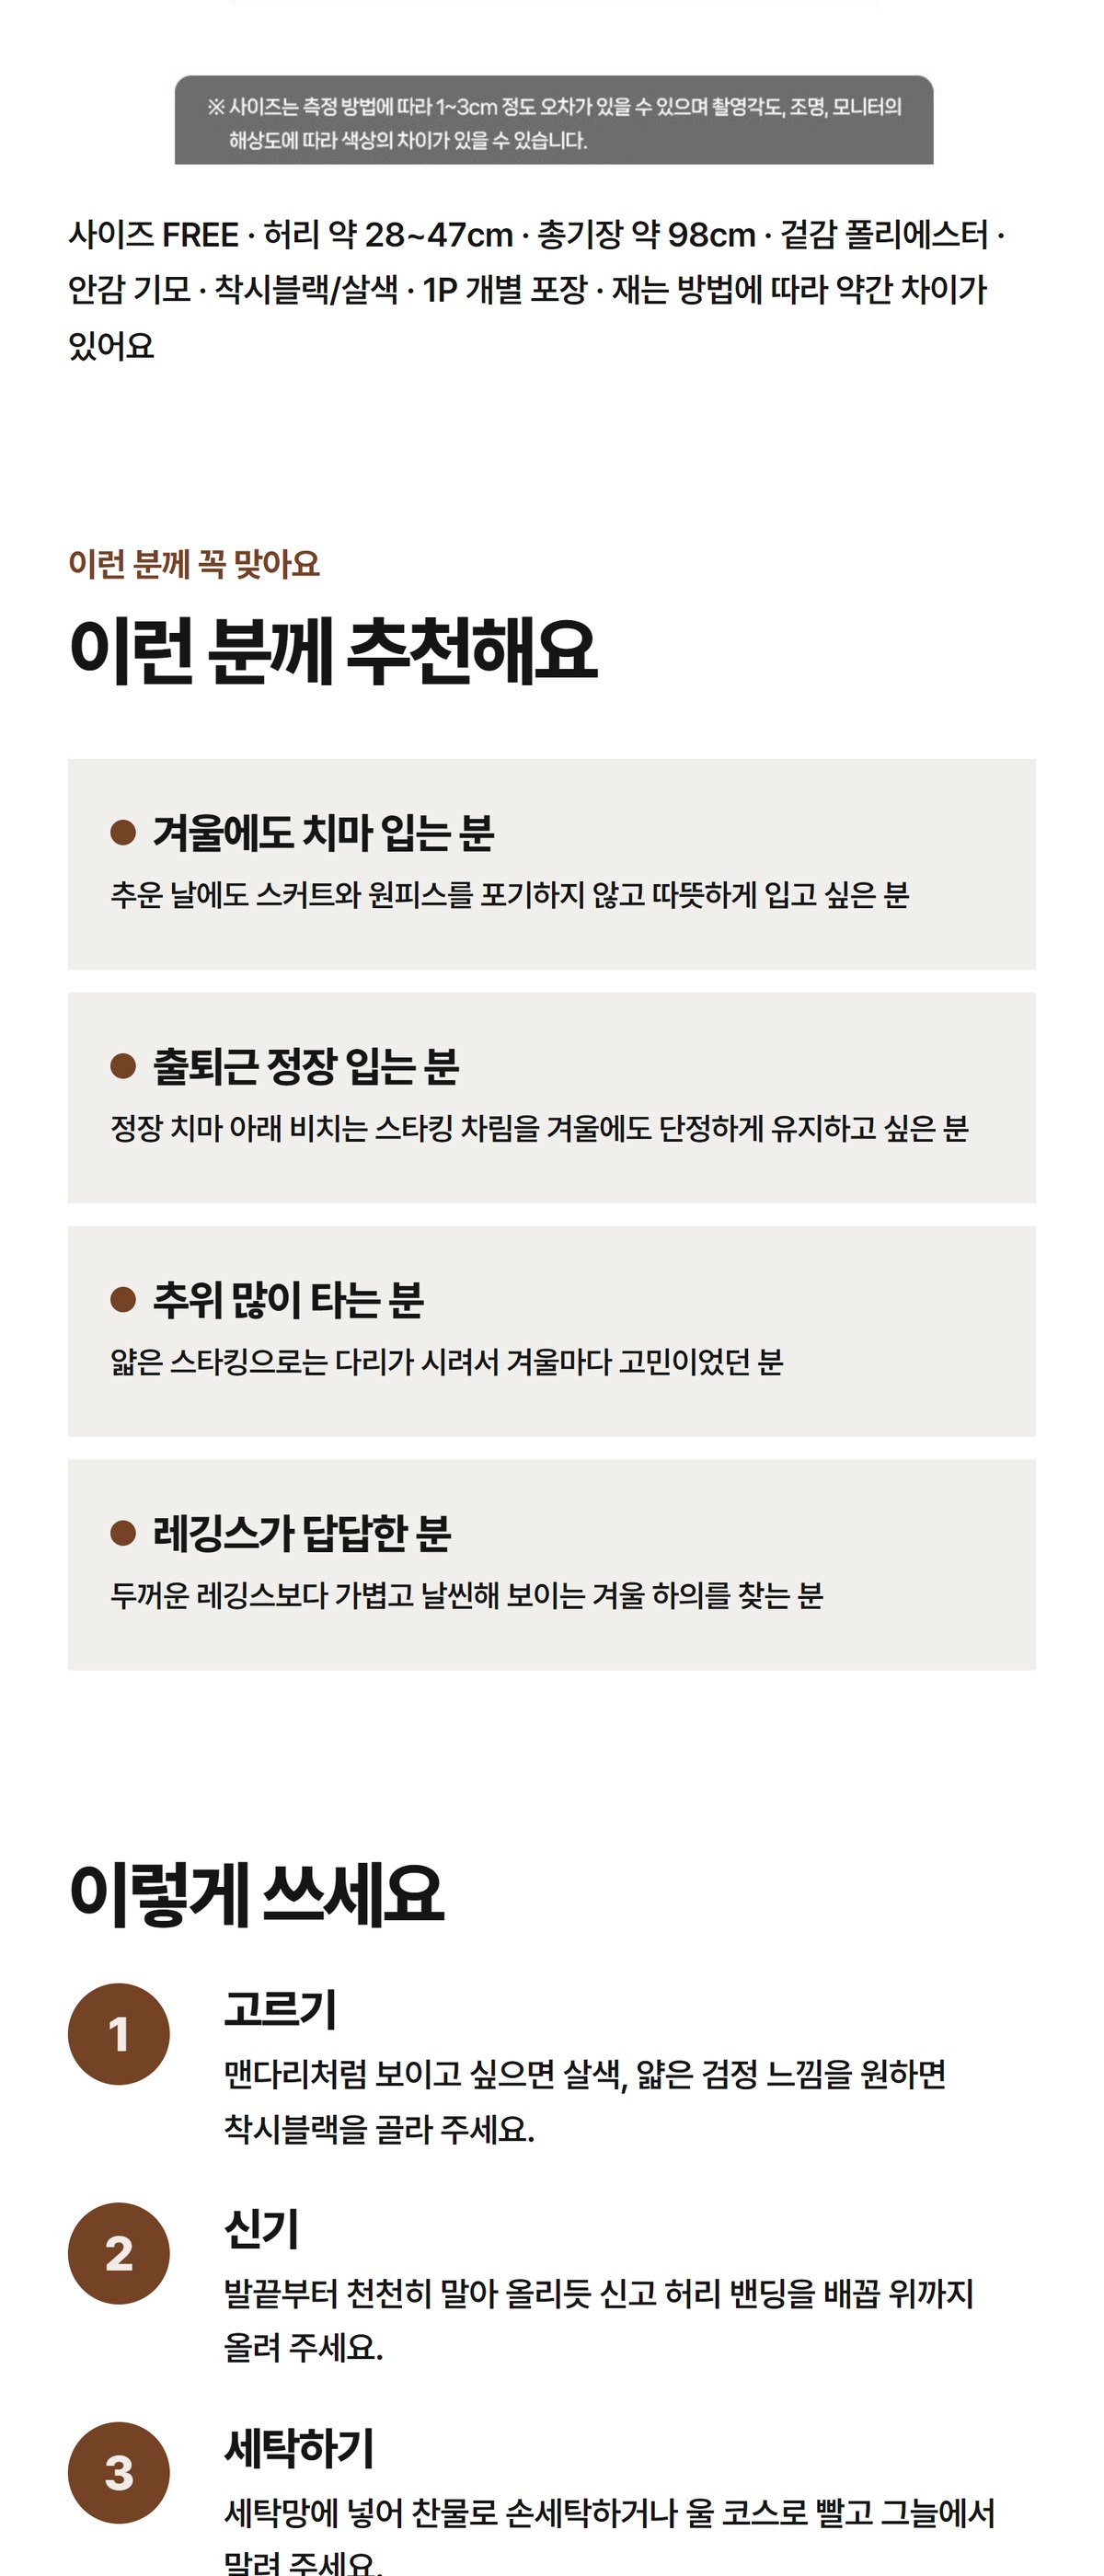 ※ 사이즈는 측정 방법에 따라 1~3cm 정도 오차가 있을 수 있으며 촬영각도, 조명, 모니터의
해상도에 따라 색상의 차이가 있을 수 있습니다.
사이즈 FREE · 허리 약 28~47cm · 총기장 약 98cm · 겉감 폴리에스터 ·
안감 기모 · 착시블랙/살색 · 1P 개별 포장 · 재는 방법에 따라 약간 차이가
있어요
이런 분께 꼭 맞아요
이런 분께 추천해요
겨울에도 치마 입는 분
추운 날에도 스커트와 원피스를 포기하지 않고 따뜻하게 입고 싶은 분
출퇴근 정장 입는 분
정장 치마 아래 비치는 스타킹 차림을 겨울에도 단정하게 유지하고 싶은 분
추위 많이 타는 분
얇은 스타킹으로는 다리가 시려서 겨울마다 고민이었던 분
레깅스가 답답한 분
두꺼운 레깅스보다 가볍고 날씬해 보이는 겨울 하의를 찾는 분
이렇게 쓰세요
1
고르기
맨다리처럼 보이고 싶으면 살색, 얇은 검정 느낌을 원하면
착시블랙을 골라 주세요.
2
신기
발끝부터 천천히 말아 올리듯 신고 허리 밴딩을 배꼽 위까지
올려 주세요.
3
세탁하기
세탁망에 넣어 찬물로 손세탁하거나 울 코스로 빨고 그늘에서
말려 주세요.